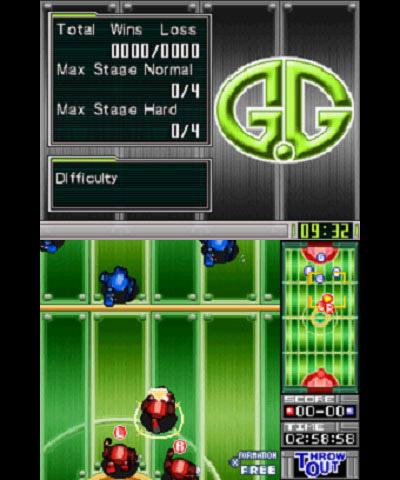 Total Wins Loss
0000/0000
Max Stage Normal
0/4
Max Stage Hard
0/4
G.G
Difficulty
09:32
L
R
FORMATION
X FREE
SCORE
00-00
TIME
02:58:58
THROW
OUT